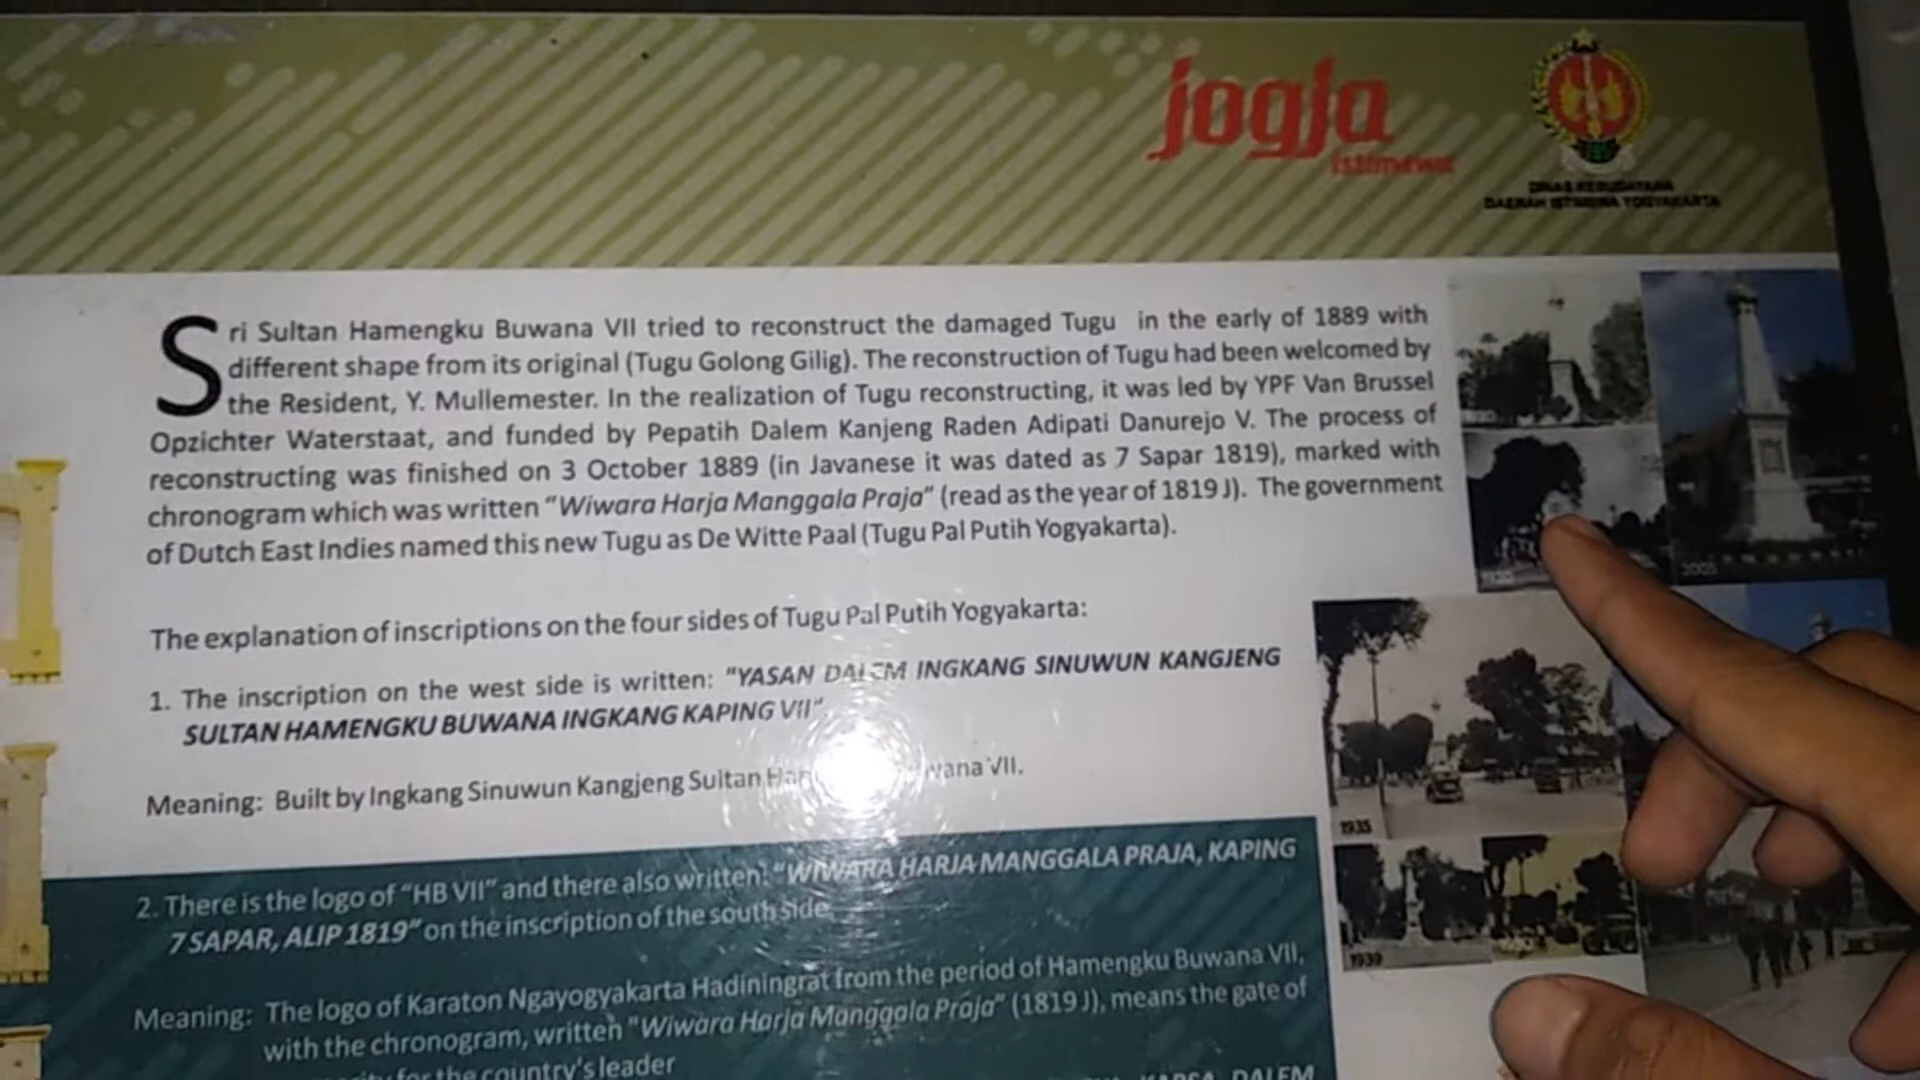 jogja
istimewa
DINAS KEBUDAYAAN
DAERAH ISTIMEWA YOGYAKARTA
Sri Sultan Hamengku Buwana VII tried to reconstruct the damaged Tugu in the early of 1889 with
different shape from its original (Tugu Golong Gilig). The reconstruction of Tugu had been welcomed by
the Resident, Y. Mullemester. In the realization of Tugu reconstructing, it was led by YPF Van Brussel
Opzichter Waterstaat, and funded by Pepatih Dalem Kanjeng Raden Adipati Danurejo V. The process of
reconstructing was finished on 3 October 1889 (in Javanese it was dated as 7 Sapar 1819), marked with
chronogram which was written "Wiwara Harja Manggala Praja" (read as the year of 1819 J). The government
of Dutch East Indies named this new Tugu as De Witte Paal (Tugu Pal Putih Yogyakarta).
The explanation of inscriptions on the four sides of Tugu Pal Putih Yogyakarta:
1. The inscription on the west side is written: "YASAN DALEM INGKANG SINUWUN KANGJENG
SULTAN HAMENGKU BUWANA INGKANG KAPING VII"
Meaning: Built by Ingkang Sinuwun Kangjeng Sultan VII.
2. There is the logo of "HB VII" and there also written: "WIWARA HARJA MANGGALA PRAJA, KAPING
7 SAPAR, ALIP 1819" on the inscription of the south side
Meaning: The logo of Karaton Ngayogyakarta Hadiningrat from the period of Hamengku Buwana VII,
with the chronogram, written "Wiwara Harja Manggala Praja" (1819 J), means the gate of
for the country's leader
DALEM
2005
1935
1939